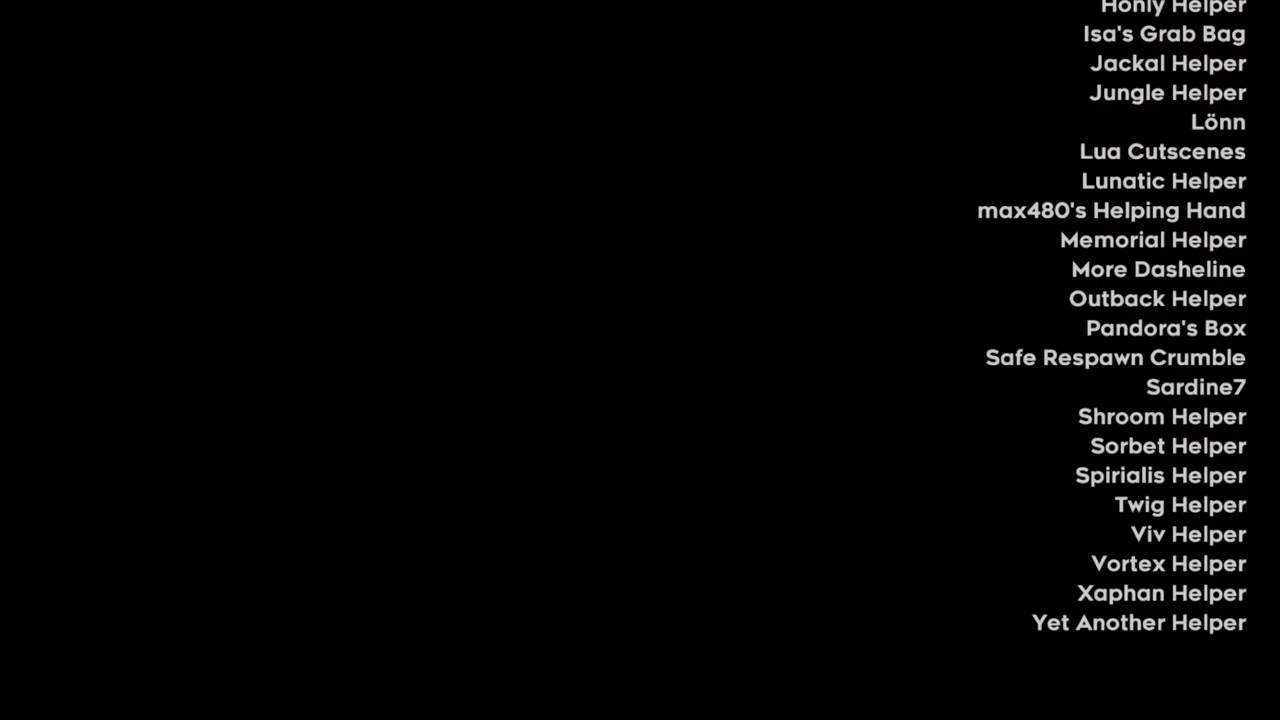 Honly Helper
Isa's Grab Bag
Jackal Helper
Jungle Helper
Lönn
Lua Cutscenes
Lunatic Helper
max480's Helping Hand
Memorial Helper
More Dasheline
Outback Helper
Pandora's Box
Safe Respawn Crumble
Sardine7
Shroom Helper
Sorbet Helper
Spirialis Helper
Twig Helper
Viv Helper
Vortex Helper
Xaphan Helper
Yet Another Helper